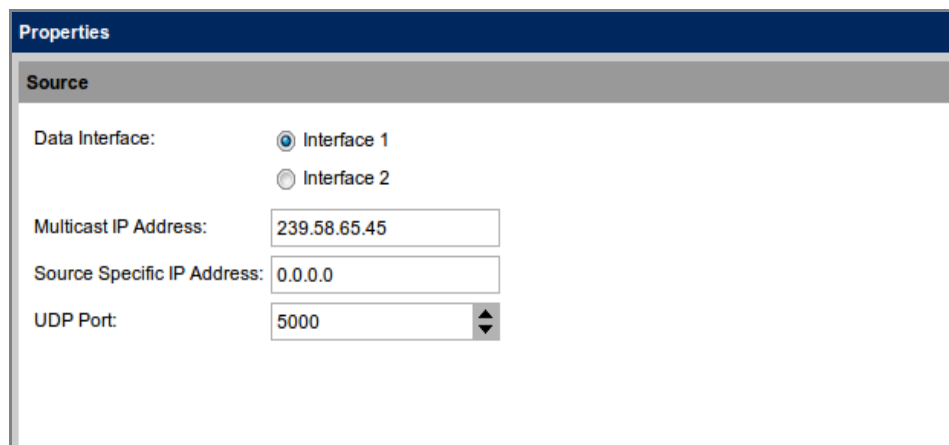 Properties
Source
Data Interface: Interface 1
Interface 2
Multicast IP Address: 239.58.65.45
Source Specific IP Address: 0.0.0.0
UDP Port: 5000